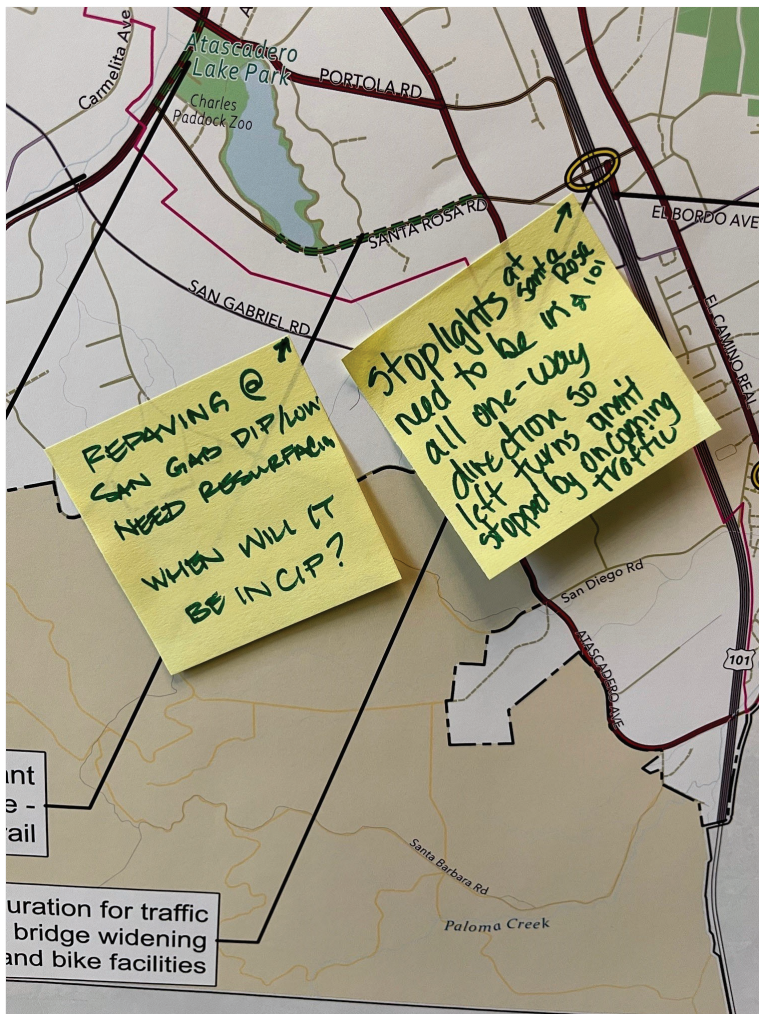 Carmelita Ave
Atascadero
Lake Park
Charles
Paddock Zoo
PORTOLA RD
SANTA ROSA RD
EL BORDO AVE
SAN GABRIEL RD
EL CAMINO REAL
REPAVING @
SAN GAB DIP/LOW
NEED RESURFACIN
WHEN WILL IT
BE IN CIP?
Stoplights at
Santa Rosa & 101
need to be in
all one-way
direction so
left turns aren't
stopped by oncoming
traffic
San Diego Rd
ATASCADERO AVE
101
ant
e -
rail
Santa Barbara Rd
Paloma Creek
uration for traffic
bridge widening
and bike facilities